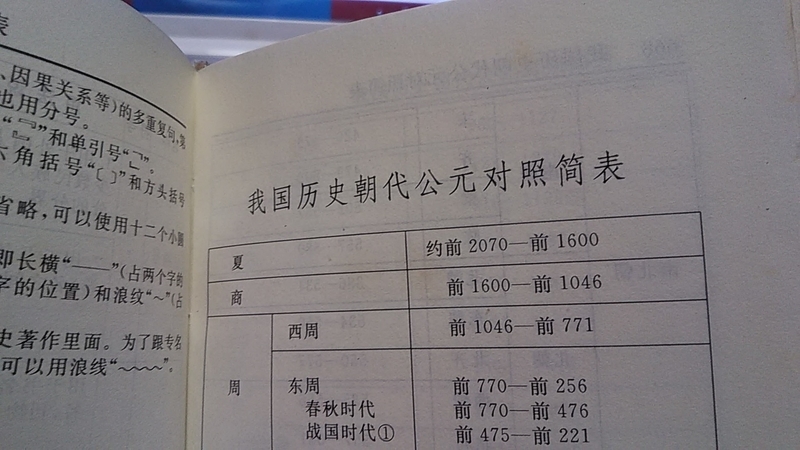 表
、因果关系等)的多重复句,第
也用分号。
"﹃"和单引号"﹄"。
六角括号"〔 〕"和方头括号
省略,可以使用十二个小圆
即长横"——"(占两个字的
字的位置)和浪纹"~"(占
史著作里面。为了跟专名
可以用浪线"﹏﹏"。
我国历史朝代公元对照简表
夏 约前 2070—前 1600
商 前 1600—前 1046
周 西周 前 1046—前 771
东周 前 770—前 256
春秋时代 前 770—前 476
战国时代① 前 475—前 221